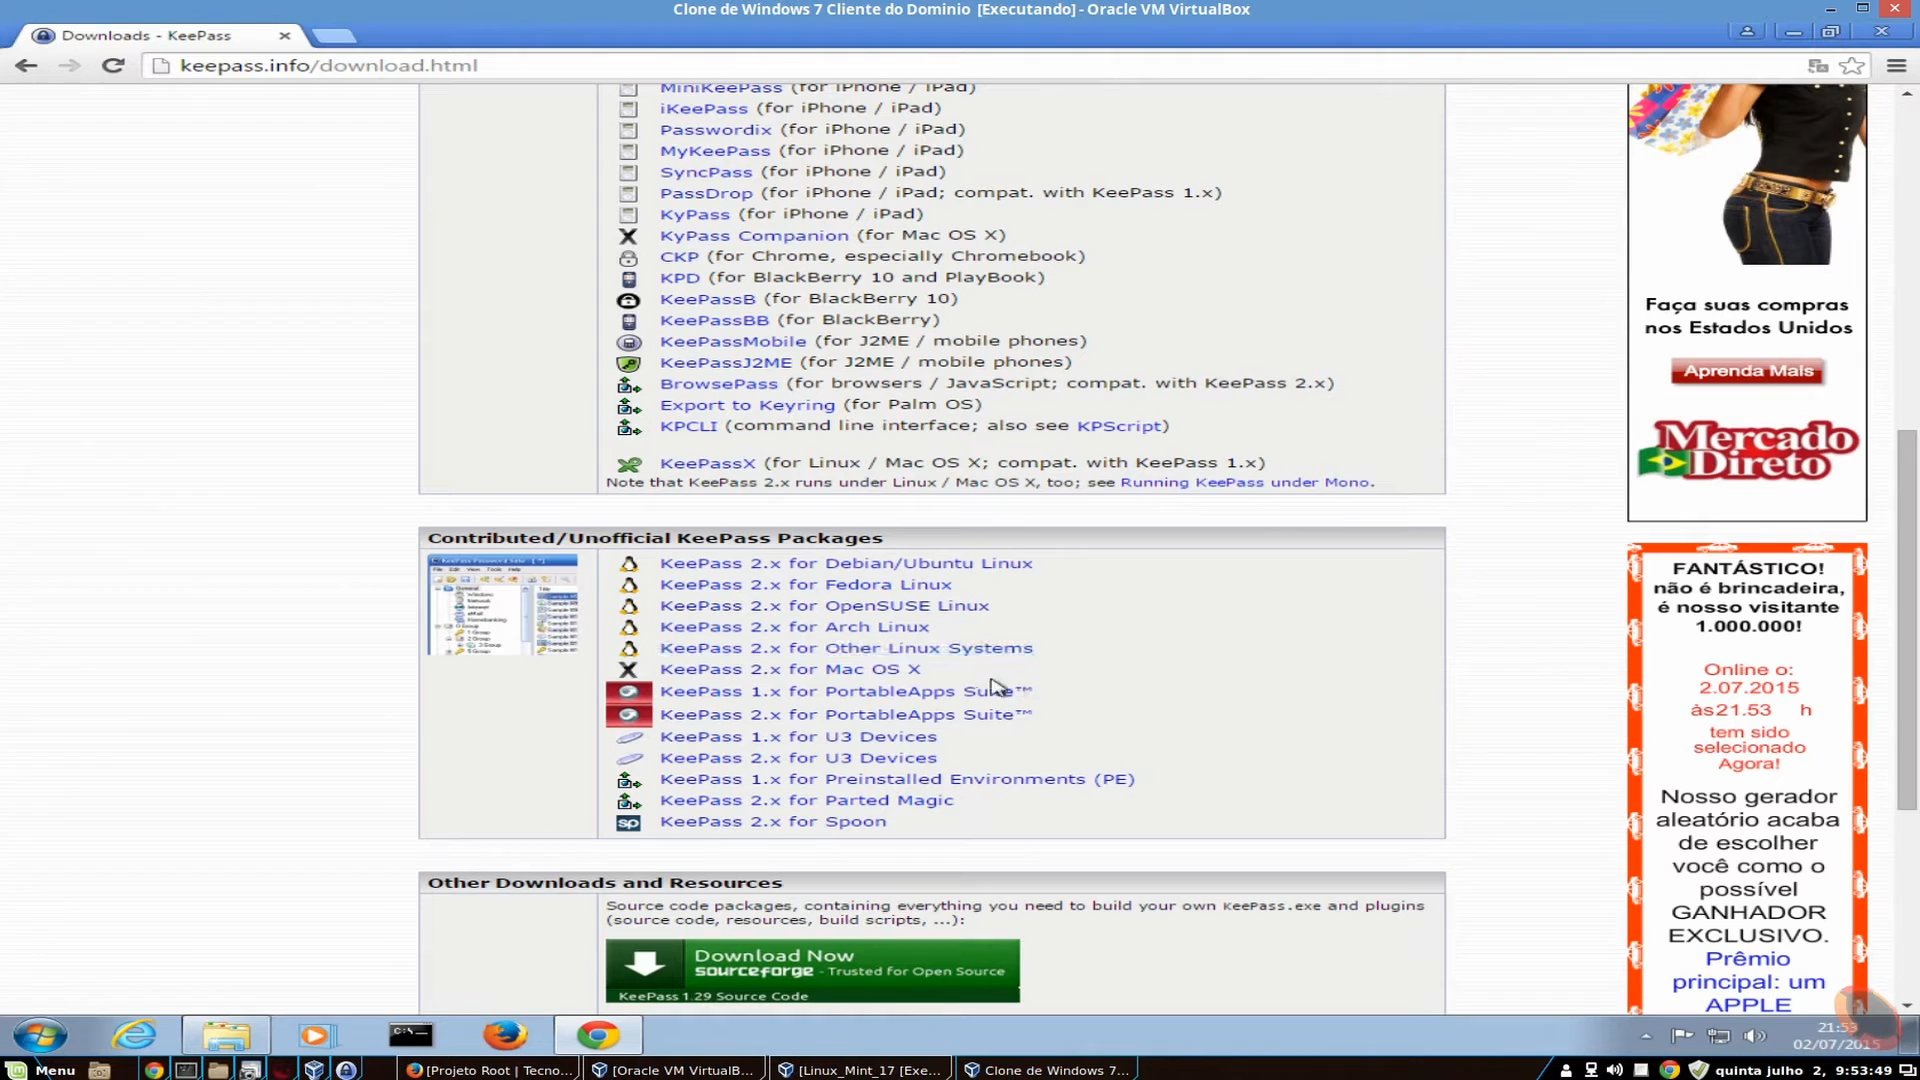 Clone de Windows 7 Cliente do Dominio [Executando] - Oracle VM VirtualBox
Downloads - KeePass
keepass.info/download.html
MiniKeePass (for iPhone / iPad)
iKeePass (for iPhone / iPad)
Passwordix (for iPhone / iPad)
MyKeePass (for iPhone / iPad)
SyncPass (for iPhone / iPad)
PassDrop (for iPhone / iPad; compat. with KeePass 1.x)
KyPass (for iPhone / iPad)
KyPass Companion (for Mac OS X)
CKP (for Chrome, especially Chromebook)
KPD (for BlackBerry 10 and PlayBook)
KeePassB (for BlackBerry 10)
KeePassBB (for BlackBerry)
KeePassMobile (for J2ME / mobile phones)
KeePassJ2ME (for J2ME / mobile phones)
BrowsePass (for browsers / JavaScript; compat. with KeePass 2.x)
Export to Keyring (for Palm OS)
KPCLI (command line interface; also see KPScript)
KeePassX (for Linux / Mac OS X; compat. with KeePass 1.x)
Note that KeePass 2.x runs under Linux / Mac OS X, too; see Running KeePass under Mono.
Contributed/Unofficial KeePass Packages
KeePass 2.x for Debian/Ubuntu Linux
KeePass 2.x for Fedora Linux
KeePass 2.x for OpenSUSE Linux
KeePass 2.x for Arch Linux
KeePass 2.x for Other Linux Systems
KeePass 2.x for Mac OS X
KeePass 1.x for PortableApps Suite™
KeePass 2.x for PortableApps Suite™
KeePass 1.x for U3 Devices
KeePass 2.x for U3 Devices
KeePass 1.x for Preinstalled Environments (PE)
KeePass 2.x for Parted Magic
sp KeePass 2.x for Spoon
Other Downloads and Resources
Source code packages, containing everything you need to build your own KeePass.exe and plugins
(source code, resources, build scripts, ...):
Download Now
sourceforge - Trusted for Open Source
KeePass 1.29 Source Code
Faça suas compras
nos Estados Unidos
Aprenda Mais
Mercado
Direto
FANTÁSTICO!
não é brincadeira,
é nosso visitante
1.000.000!
Online o:
2.07.2015
às21.53 h
tem sido
selecionado
Agora!
Nosso gerador
aleatório acaba
de escolher
você como o
possível
GANHADOR
EXCLUSIVO.
Prêmio
principal: um
APPLE
21:53
02/07/2015
Menu
[Projeto Root | Tecno...
[Oracle VM VirtualB...
[Linux_Mint_17 [Exe...
Clone de Windows 7...
quinta julho 2, 9:53:49